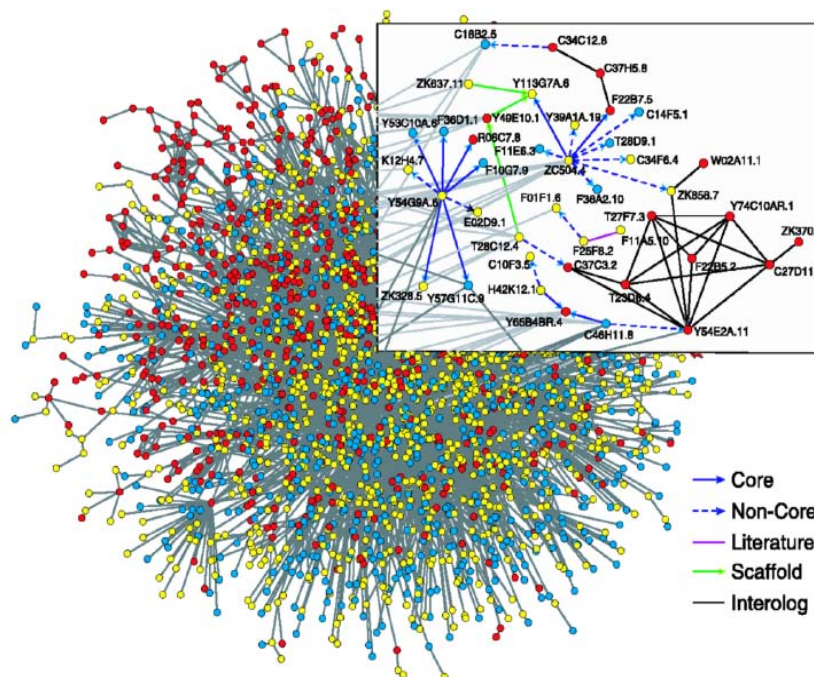 C18B2.5
C34C12.8
C37H5.8
ZK637.11
Y113G7A.6
F22B7.5
Y53C10A.6
F36D1.1
Y49E10.1
Y39A1A.19
C14F5.1
R06C7.8
F11E6.3
T28D9.1
K12H4.7
F10G7.9
ZC504.4
C34F6.4
W02A11.1
Y54G9A.6
F36A2.10
ZK858.7
F01F1.6
T27F7.3
Y74C10AR.1
E02D9.1
T28C12.4
F25F8.2
F11A5.10
ZK370.
C10F3.5
C37C3.2
F22B5.2
C27D11
ZK328.5
Y57G11C.9
H42K12.1
T23D8.4
Y65B4BR.4
C46H11.8
Y54E2A.11
Core
Non-Core
Literature
Scaffold
Interolog